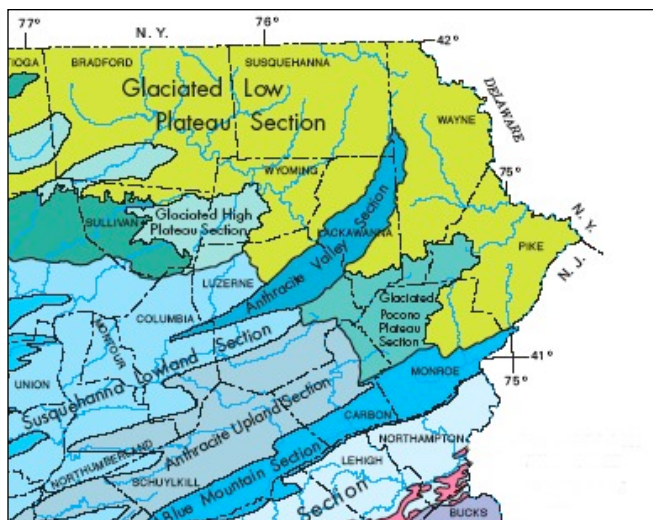 77°
N. Y.
76°
42°
TIOGA
BRADFORD
SUSQUEHANNA
DELAWARE
Glaciated Low
Plateau Section
WAYNE
WYOMING
75°
SULLIVAN
Glaciated High
Plateau Section
LACKAWANNA
N. Y.
N. J.
PIKE
LUZERNE
Anthracite Valley Section
Glaciated
Pocono
Plateau
Section
COLUMBIA
MONTOUR
41°
75°
MONROE
UNION
Susquehanna Lowland Section
CARBON
Anthracite Upland Section
NORTHAMPTON
NORTHUMBERLAND
LEHIGH
SCHUYLKILL
Blue Mountain Section
Section
BUCKS